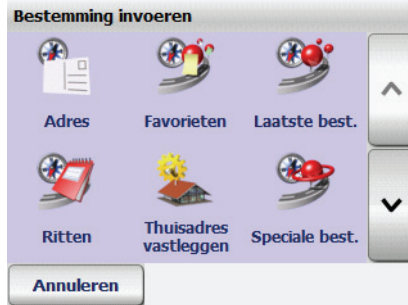 Bestemming invoeren
Adres
Favorieten
Laatste best.
Ritten
Thuisadres
vastleggen
Speciale best.
Annuleren